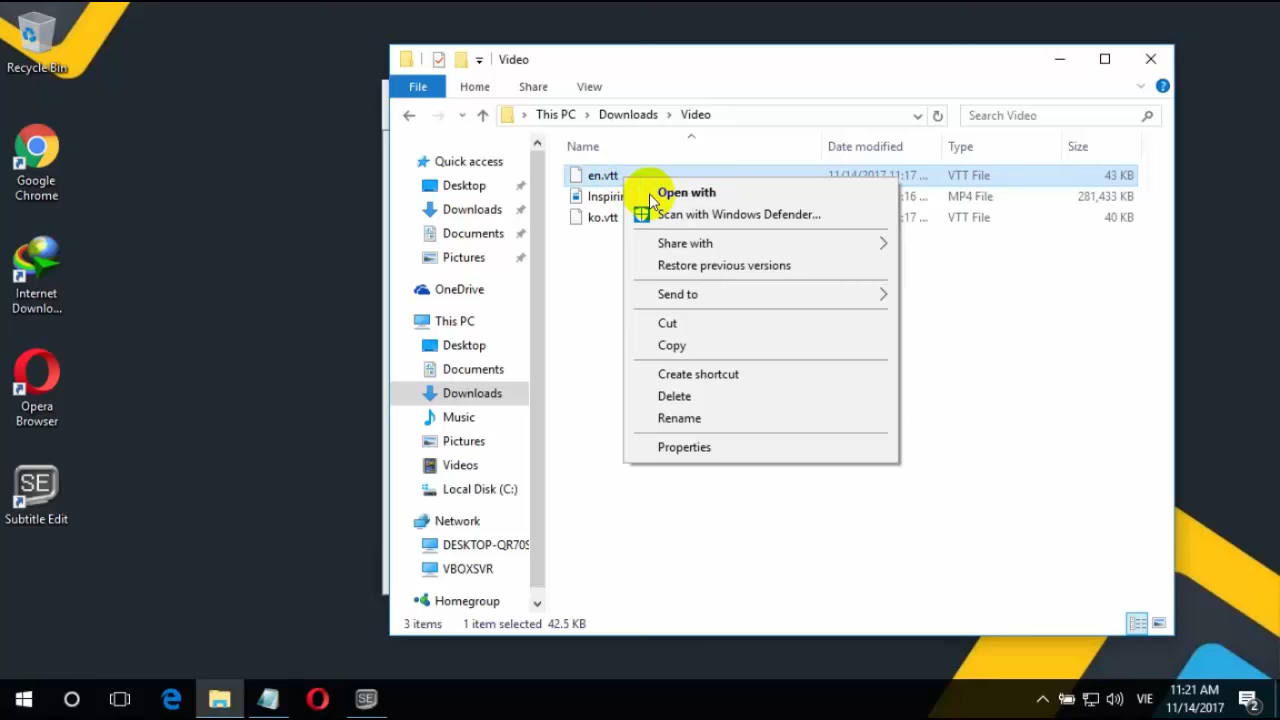 Recycle Bin
Google
Chrome
Internet
Downlo...
Opera
Browser
SE
Subtitle Edit
Video
File Home Share View
This PC Downloads Video
Search Video
Name Date modified Type Size
en.vtt 11/14/2017 11:17 ... VTT File 43 KB
MP4 File 281,433 KB
ko.vtt VTT File 40 KB
Open with
Scan with Windows Defender...
Share with
Restore previous versions
Send to
Cut
Copy
Create shortcut
Delete
Rename
Properties
Quick access
Desktop
Downloads
Documents
Pictures
OneDrive
This PC
Desktop
Documents
Downloads
Music
Pictures
Videos
Local Disk (C:)
Network
DESKTOP-QR70S
VBOXSVR
Homegroup
3 items 1 item selected 42.5 KB
SE
VIE
11:21 AM
11/14/2017
2